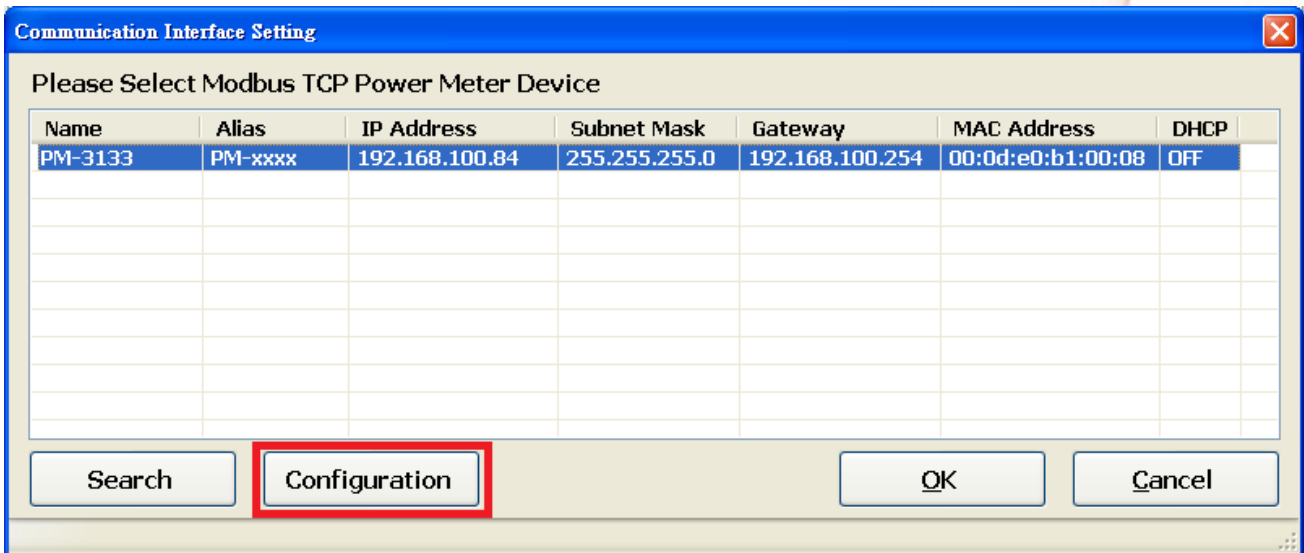 Communication Interface Setting
Please Select Modbus TCP Power Meter Device
Name Alias IP Address Subnet Mask Gateway MAC Address DHCP
PM-3133 PM-xxxx 192.168.100.84 255.255.255.0 192.168.100.254 00:0d:e0:b1:00:08 OFF
Search Configuration OK Cancel